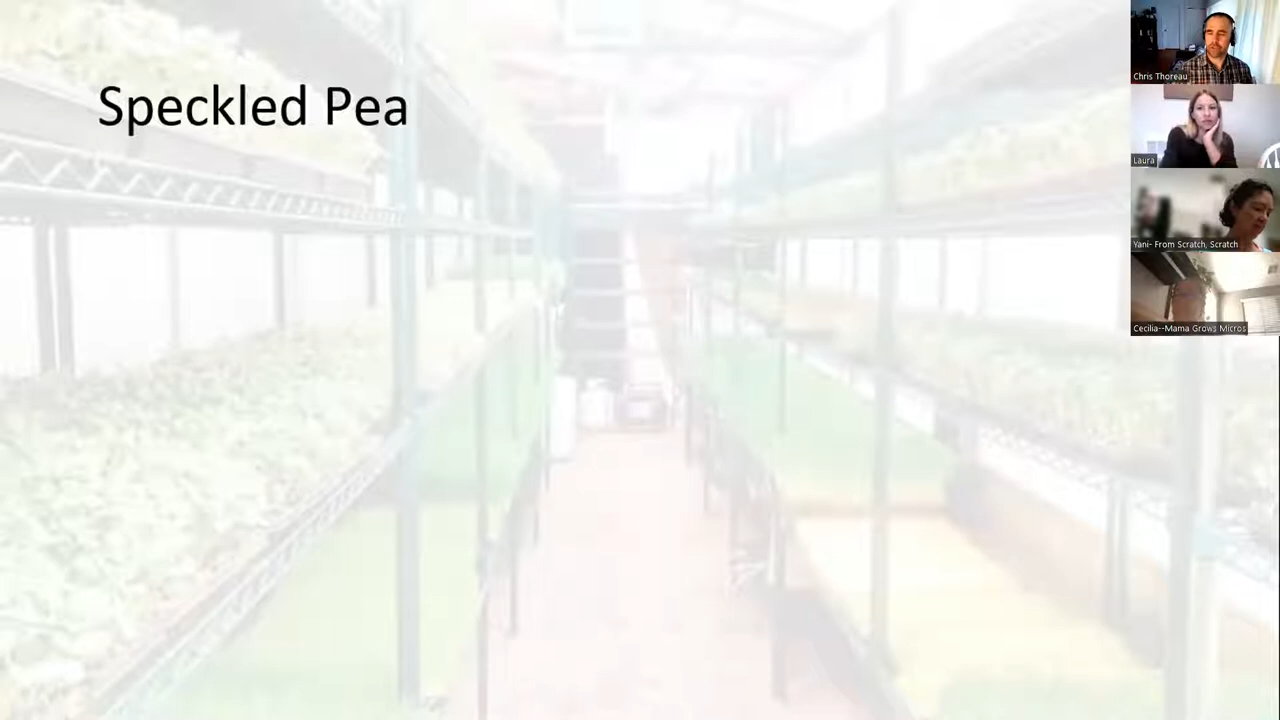 Speckled Pea
Chris Thoreau
Laura
Yani- From Scratch, Scratch
Cecilia--Mama Grows Micros